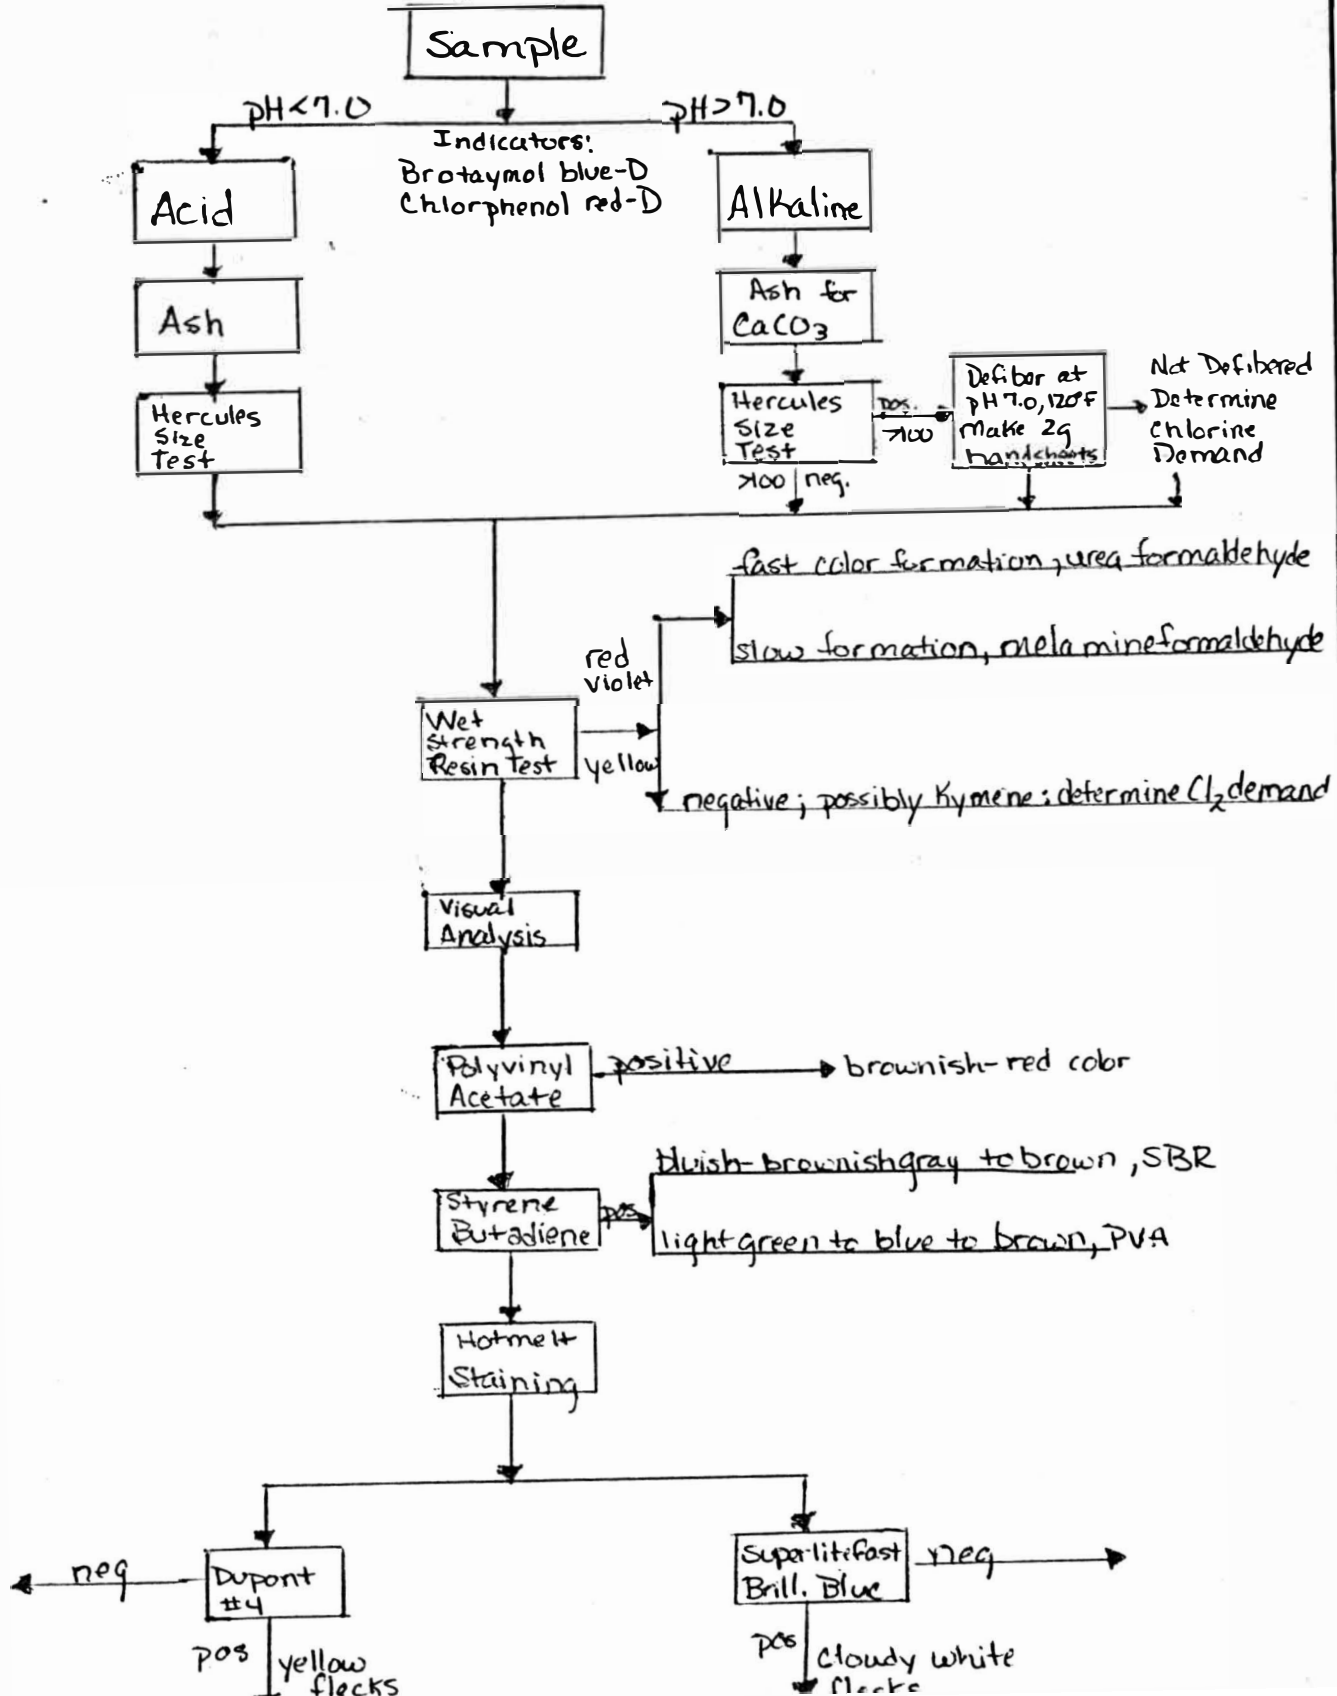 Sample
pH<7.0
pH>7.0
Indicators:
Brotaymol blue-D
Chlorphenol red-D
Acid
Alkaline
Ash
Ash for
CaCO3
Hercules
Size
Test
Hercules
Size
Test
pos.
>100
>100 neg.
Defiber at
pH 7.0, 120°F
Make 2g
handsheets
Not Defibered
Determine
Chlorine
Demand
fast color formation, urea formaldehyde
slow formation, melamine formaldehyde
red
violet
Wet
Strength
Resin Test
yellow
negative; possibly Kymene: determine Cl2 demand
Visual
Analysis
Polyvinyl
Acetate
positive
brownish-red color
Styrene
Butadiene
pos
bluish-brownish gray to brown, SBR
light green to blue to brown, PVA
Hotmelt
Staining
neg
Dupont
#4
pos
yellow
flecks
Superlitefast
Brill. Blue
neg
pos
cloudy white
flecks